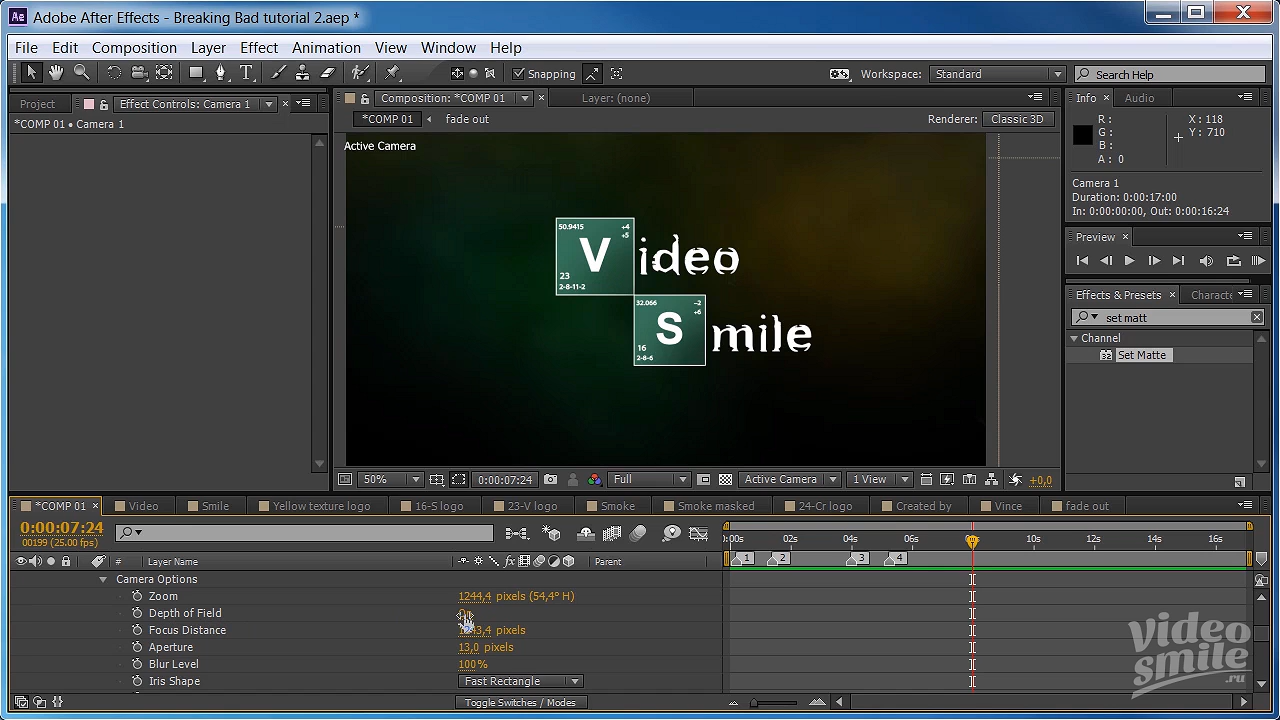 Adobe After Effects - Breaking Bad tutorial 2.aep *
File Edit Composition Layer Effect Animation View Window Help
Snapping
Workspace: Standard
Search Help
Project
Effect Controls: Camera 1
*COMP 01 • Camera 1
Composition: *COMP 01
Layer: (none)
*COMP 01
fade out
Renderer: Classic 3D
Active Camera
50.9415 +4
+5
V
ideo
23
2-8-11-2
32.066 −2
+6
S
mile
16
2-8-6
50%
0:00:07:24
Full
Active Camera
1 View
+0,0
Info
Audio
R :
G :
B :
A : 0
X : 118
Y : 710
Camera 1
Duration: 0:00:17:00
In: 0:00:00:00, Out: 0:00:16:24
Preview
Effects & Presets
Characte
set matt
Channel
32
Set Matte
*COMP 01 Video Smile Yellow texture logo 16-S logo 23-V logo Smoke Smoke masked 24-Cr logo Created by Vince fade out
0:00:07:24
00199 (25.00 fps)
:00s 02s 04s 06s 10s 12s 14s 16s
1 2 3 4
# Layer Name
fx
Parent
Camera Options
Zoom 1244,4 pixels (54,4° H)
Depth of Field
Focus Distance pixels
Aperture 13,0 pixels
Blur Level 100%
Iris Shape Fast Rectangle
Toggle Switches / Modes
video
smile
.ru